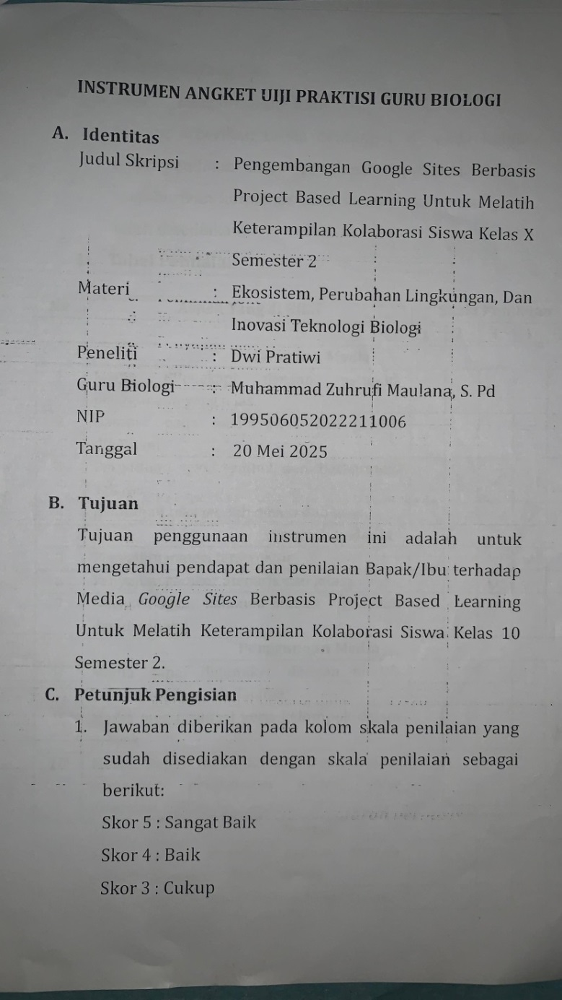 INSTRUMEN ANGKET UIJI PRAKTISI GURU BIOLOGI
A. Identitas
Judul Skripsi : Pengembangan Google Sites Berbasis
Project Based Learning Untuk Melatih
Keterampilan Kolaborasi Siswa Kelas X
Semester 2
Materi : Ekosistem, Perubahan Lingkungan, Dan
Inovasi Teknologi Biologi
Peneliti : Dwi Pratiwi
Guru Biologi : Muhammad Zuhrufi Maulana, S. Pd
NIP : 199506052022211006
Tanggal : 20 Mei 2025
B. Tujuan
Tujuan penggunaan instrumen ini adalah untuk
mengetahui pendapat dan penilaian Bapak/Ibu terhadap
Media Google Sites Berbasis Project Based Learning
Untuk Melatih Keterampilan Kolaborasi Siswa Kelas 10
Semester 2.
C. Petunjuk Pengisian
1. Jawaban diberikan pada kolom skala penilaian yang
sudah disediakan dengan skala penilaian sebagai
berikut:
Skor 5 : Sangat Baik
Skor 4 : Baik
Skor 3 : Cukup